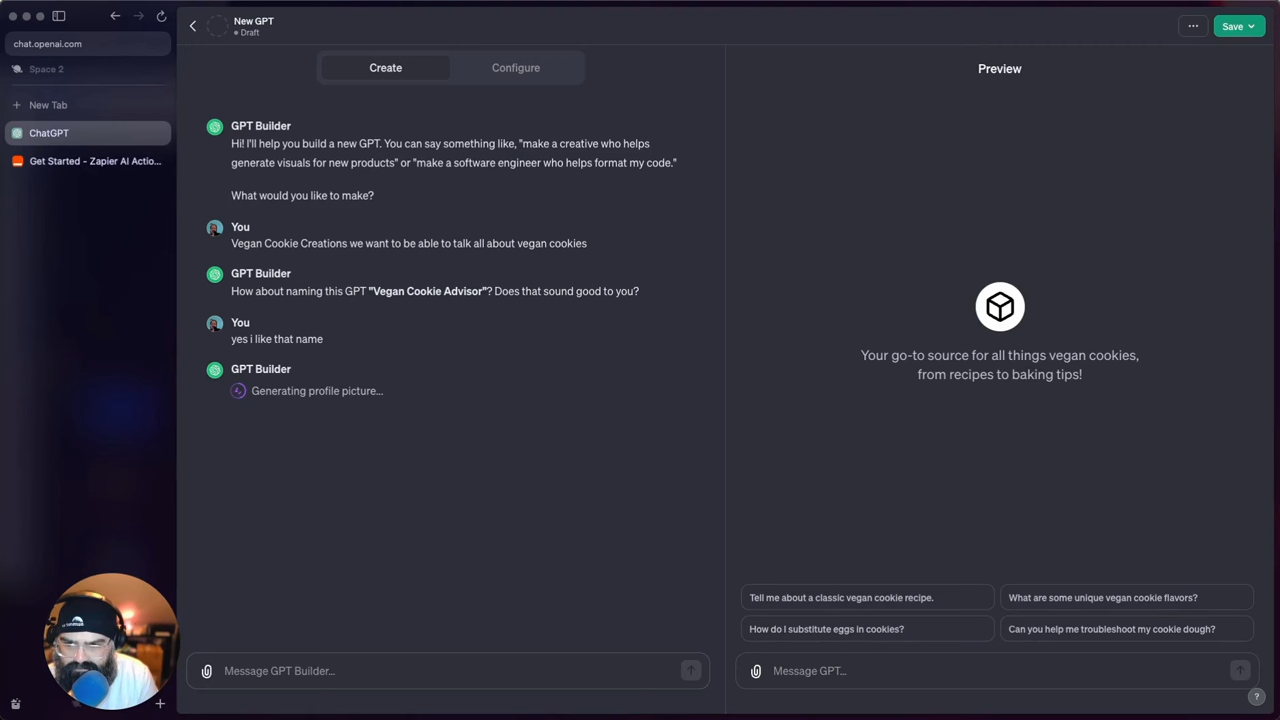 chat.openai.com
Space 2
New Tab
ChatGPT
Get Started - Zapier AI Actio...
New GPT
Draft
Save
Create
Configure
GPT Builder
Hi! I'll help you build a new GPT. You can say something like, "make a creative who helps
generate visuals for new products" or "make a software engineer who helps format my code."
What would you like to make?
You
Vegan Cookie Creations we want to be able to talk all about vegan cookies
GPT Builder
How about naming this GPT "Vegan Cookie Advisor"? Does that sound good to you?
You
yes i like that name
GPT Builder
Generating profile picture...
Message GPT Builder...
Preview
Your go-to source for all things vegan cookies,
from recipes to baking tips!
Tell me about a classic vegan cookie recipe.
What are some unique vegan cookie flavors?
How do I substitute eggs in cookies?
Can you help me troubleshoot my cookie dough?
Message GPT...
?